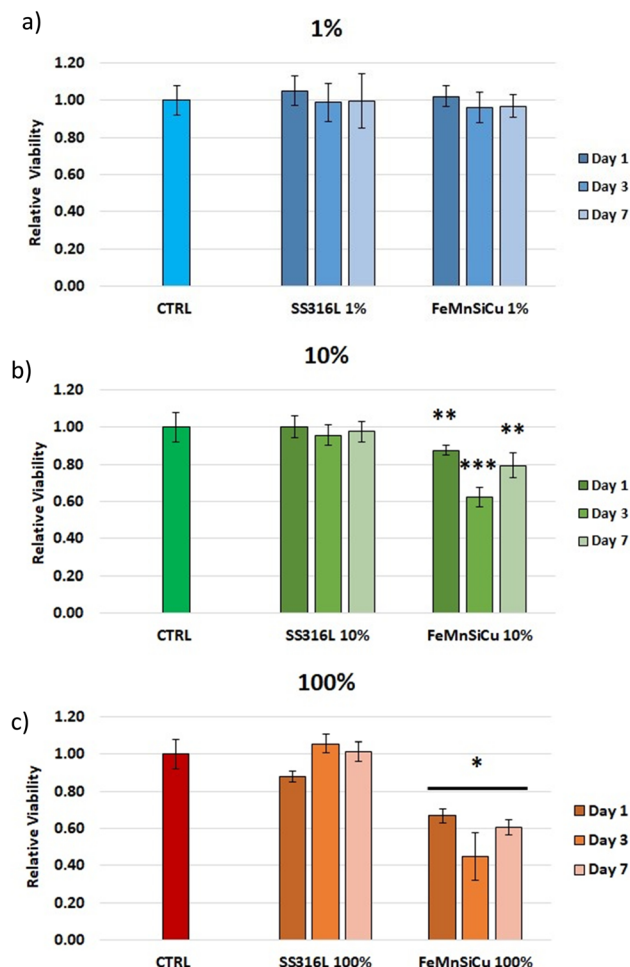 a)
1%
1.20
1.00
0.80
0.60
0.40
0.20
0.00
Relative Viability
CTRL
SS316L 1%
FeMnSiCu 1%
Day 1
Day 3
Day 7
b)
10%
1.20
1.00
0.80
0.60
0.40
0.20
0.00
Relative Viability
**
***
**
CTRL
SS316L 10%
FeMnSiCu 10%
Day 1
Day 3
Day 7
c)
100%
1.20
1.00
0.80
0.60
0.40
0.20
0.00
Relative Viability
*
CTRL
SS316L 100%
FeMnSiCu 100%
Day 1
Day 3
Day 7